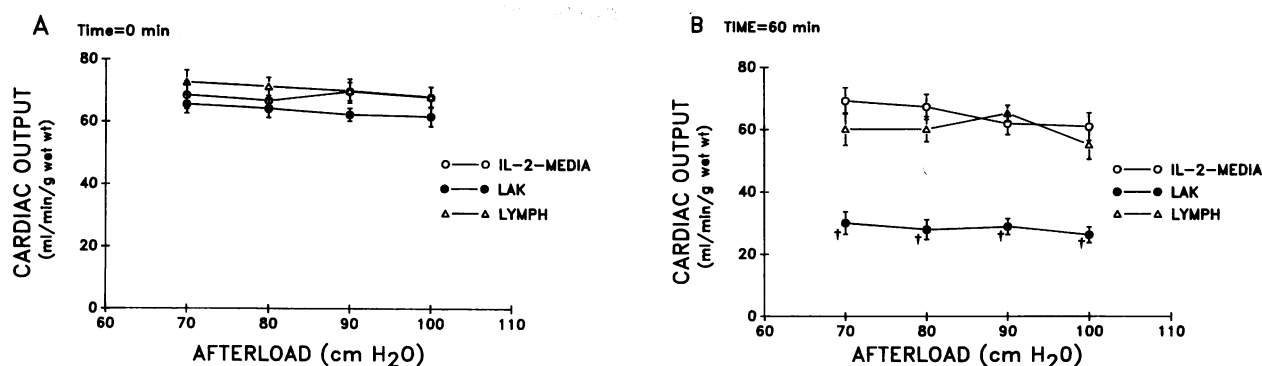 A Time=0 min
CARDIAC OUTPUT
(ml/min/g wet wt)
80
60
40
20
0
60 70 80 90 100 110
AFTERLOAD (cm H2O)
IL-2-MEDIA
LAK
LYMPH
B TIME=60 min
CARDIAC OUTPUT
(ml/min/g wet wt)
80
60
40
20
0
† † † †
60 70 80 90 100 110
AFTERLOAD (cm H2O)
IL-2-MEDIA
LAK
LYMPH